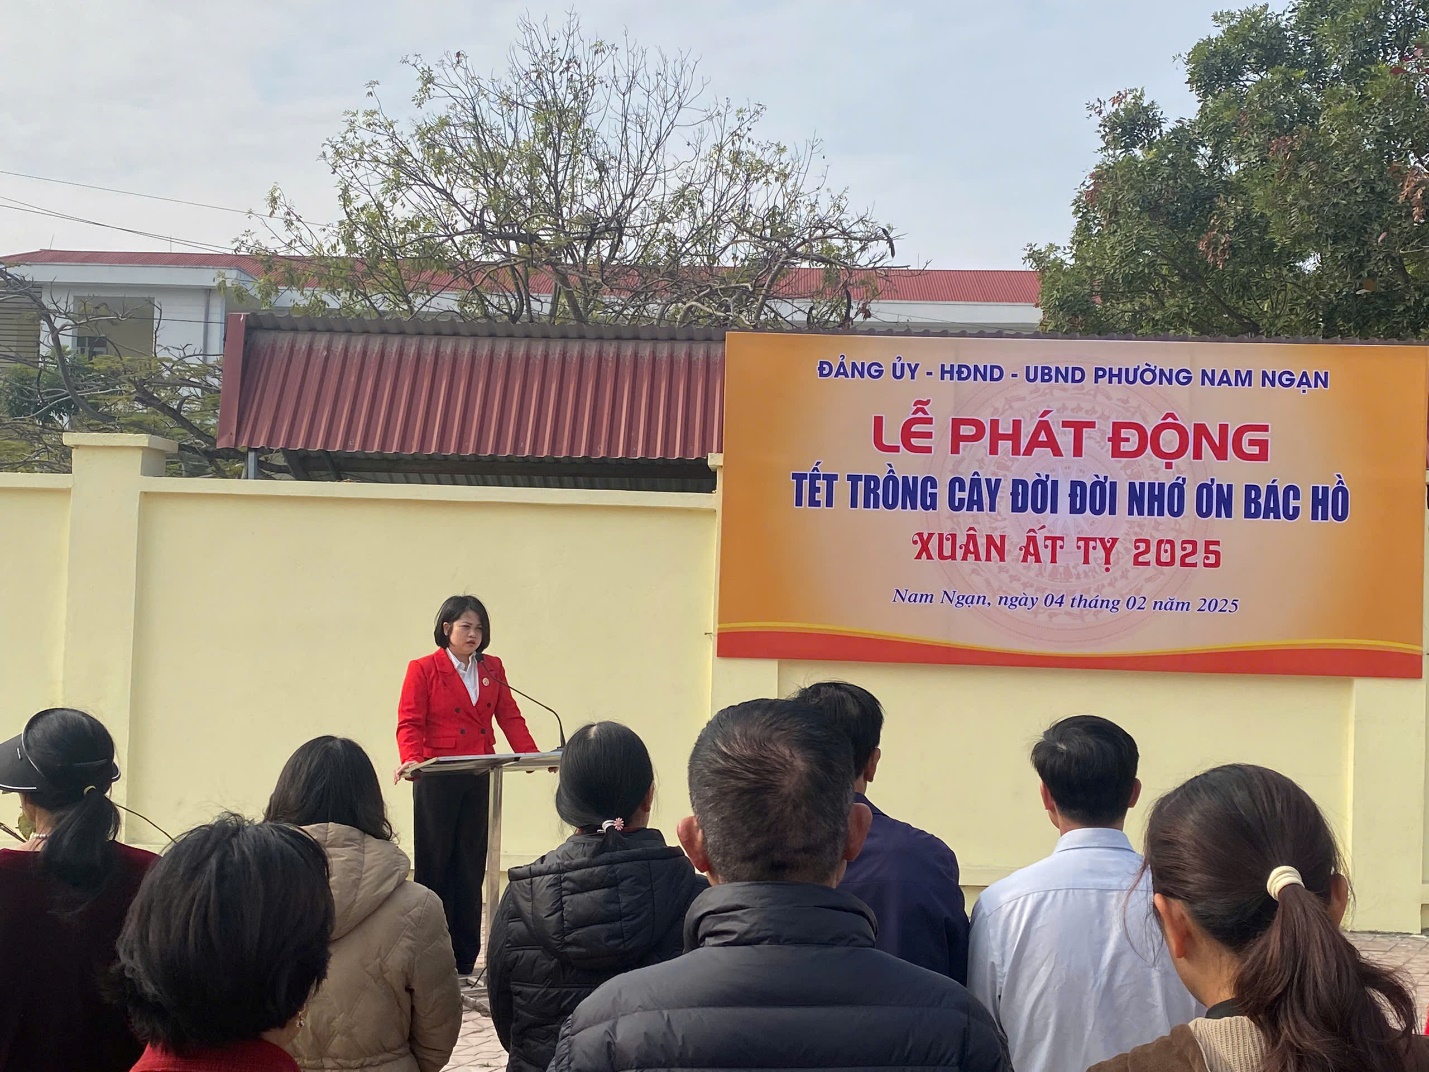 ĐẢNG ỦY - HĐND - UBND PHƯỜNG NAM NGẠN
LỄ PHÁT ĐỘNG
TẾT TRỒNG CÂY ĐỜI ĐỜI NHỚ ƠN BÁC HỒ
XUÂN ẤT TỴ 2025
Nam Ngạn, ngày 04 tháng 02 năm 2025